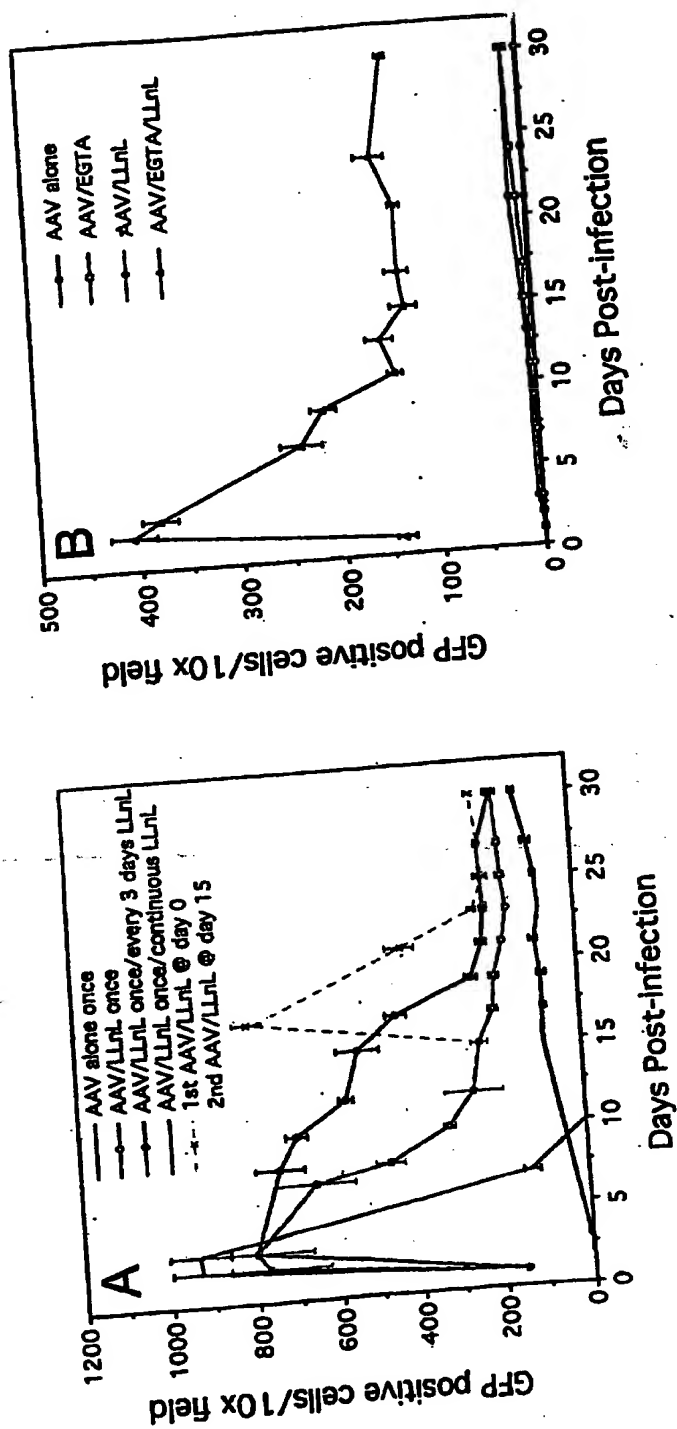 A
AAV alone once
AAV/LLnL once
AAV/LLnL once/every 3 days LLnL
AAV/LLnL once/continuous LLnL
1st AAV/LLnL @ day 0
2nd AAV/LLnL @ day 15
GFP positive cells/10x field
1200
1000
800
600
400
200
0
0 5 10 15 20 25 30
Days Post-infection
B
AAV alone
AAV/EGTA
AAV/LLnL
AAV/EGTA/LLnL
GFP positive cells/10x field
500
400
300
200
100
0
0 5 10 15 20 25 30
Days Post-infection